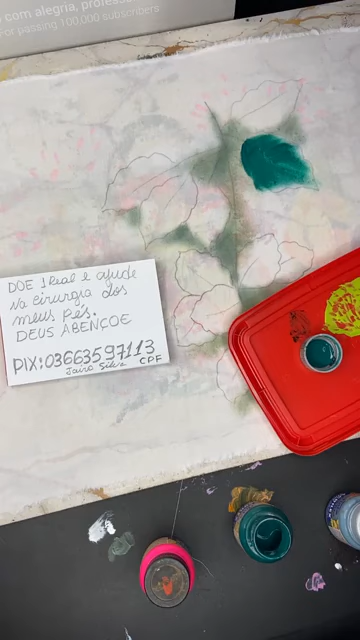 com alegria, profess
For passing 100,000 subscribers
DOE 1 Real e ajude
na cirurgia dos
meus pés.
DEUS ABENÇOE
PIX:03663597113
Jairo Silva CPF